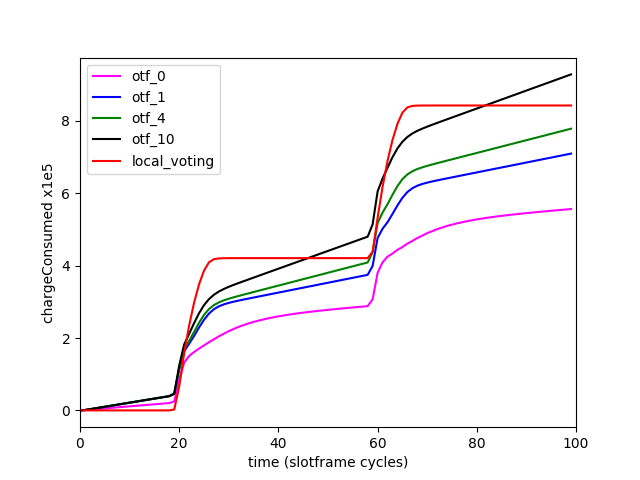 otf_0
otf_1
otf_4
otf_10
local_voting
chargeConsumed x1e5
8
6
4
2
0
0 20 40 60 80 100
time (slotframe cycles)